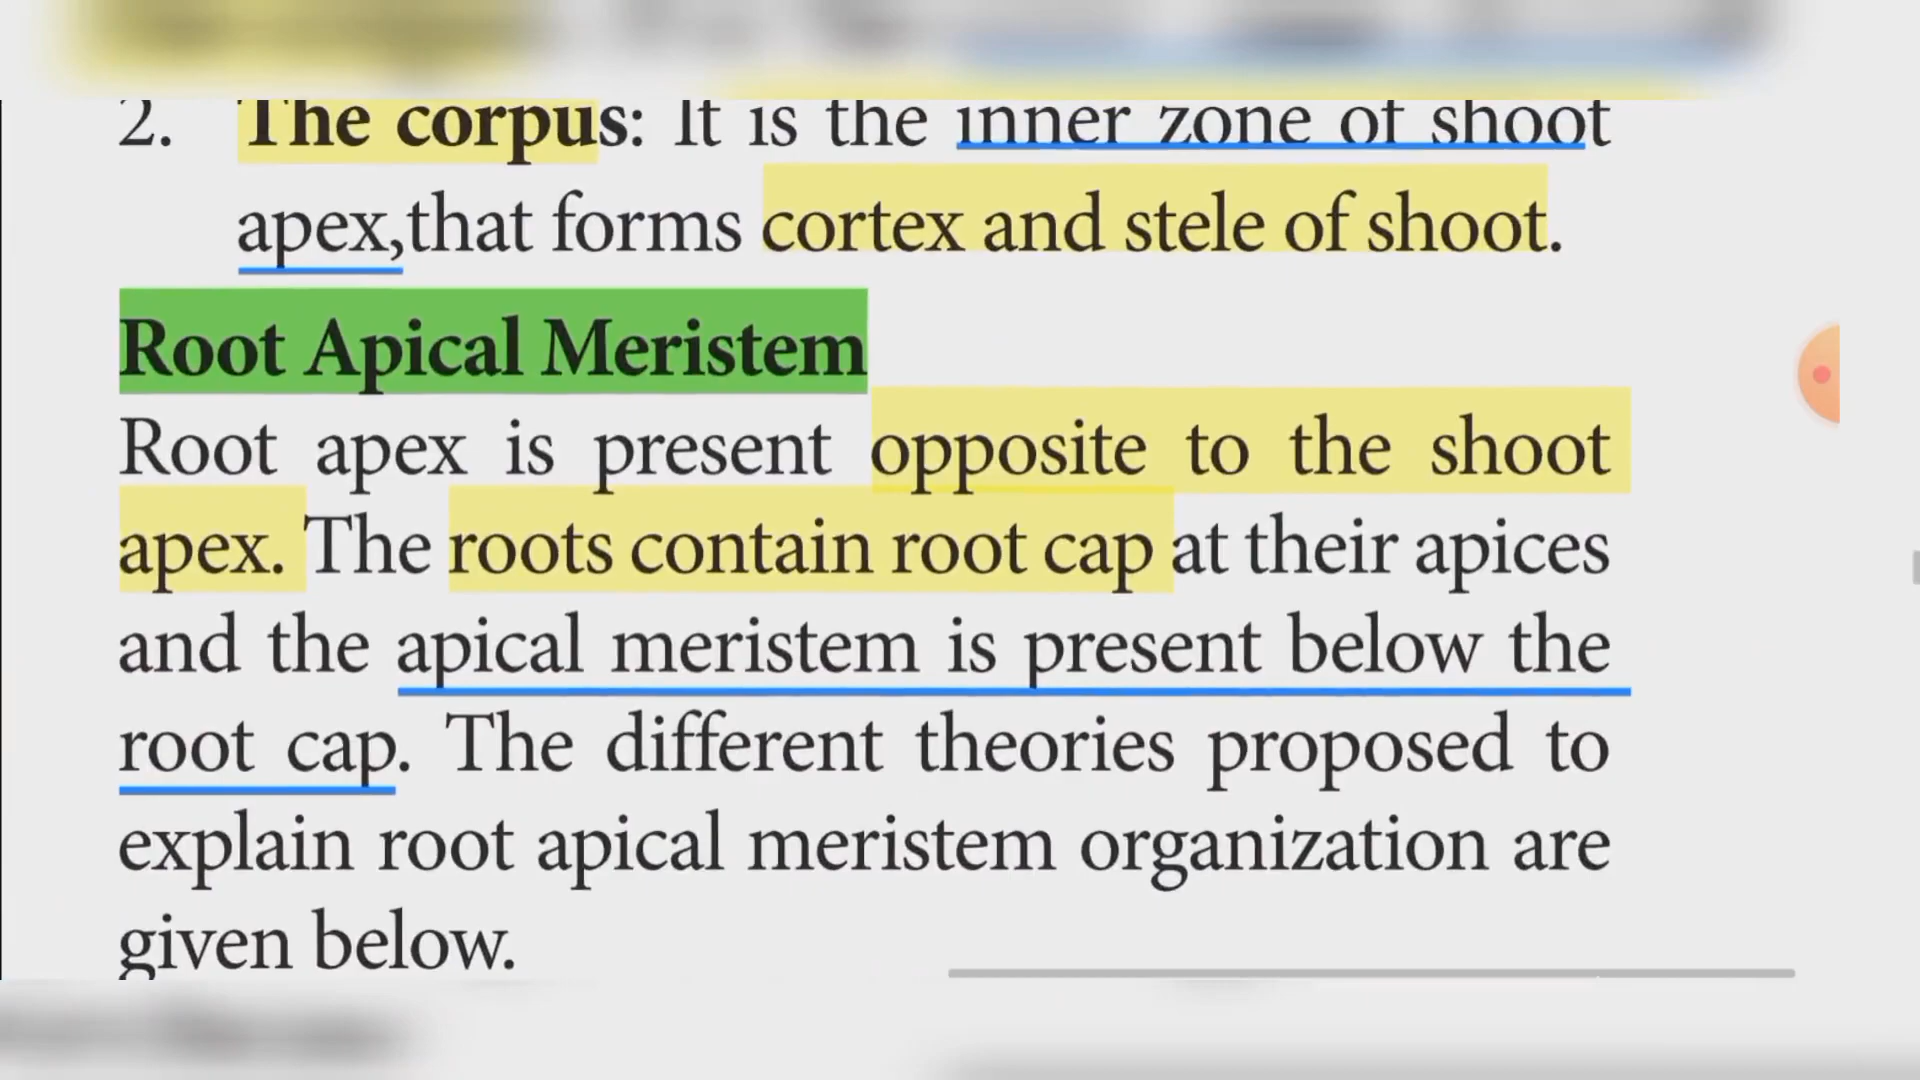 2. The corpus: It is the inner zone of shoot
apex,that forms cortex and stele of shoot.
Root Apical Meristem
Root apex is present opposite to the shoot
apex. The roots contain root cap at their apices
and the apical meristem is present below the
root cap. The different theories proposed to
explain root apical meristem organization are
given below.